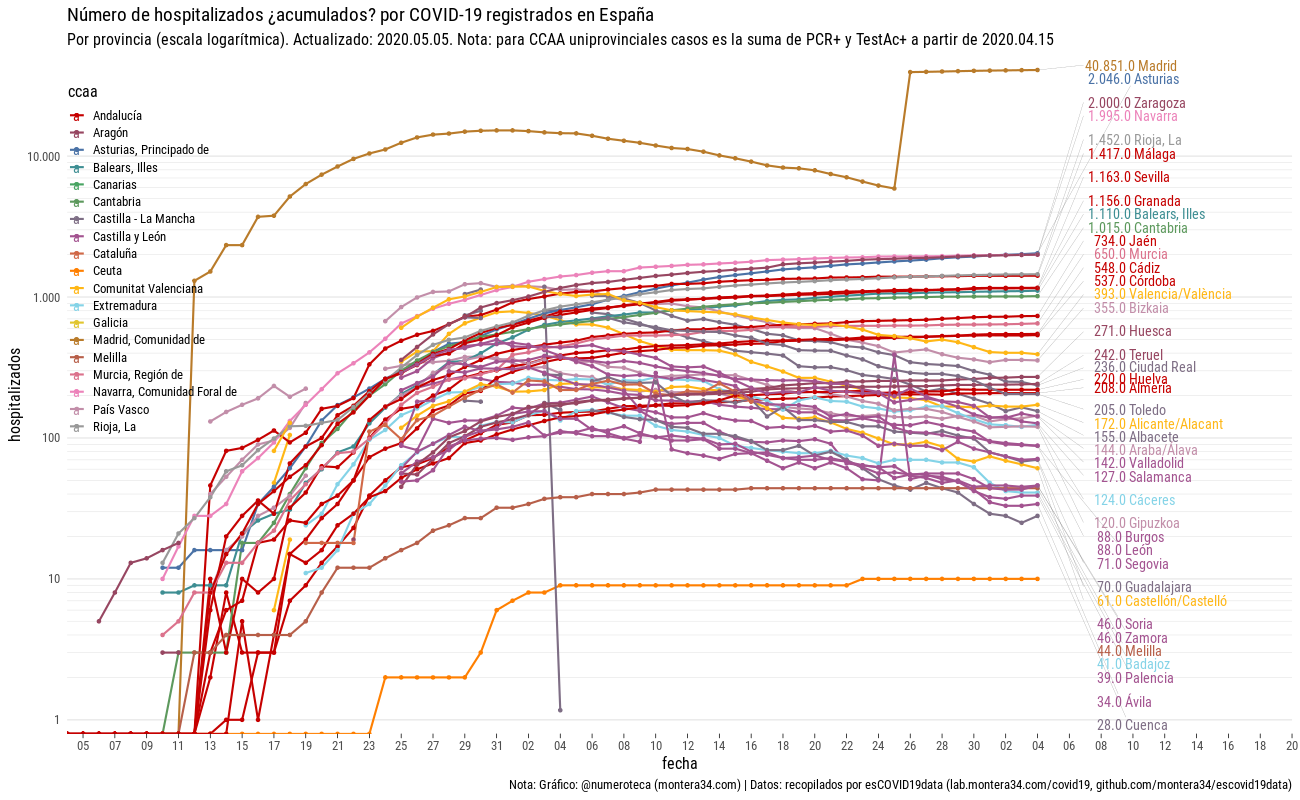 Número de hospitalizados ¿acumulados? por COVID-19 registrados en España
Por provincia (escala logarítmica). Actualizado: 2020.05.05. Nota: para CCAA uniprovinciales casos es la suma de PCR+ y TestAc+ a partir de 2020.04.15
ccaa
Andalucía
Aragón
Asturias, Principado de
Balears, Illes
Canarias
Cantabria
Castilla - La Mancha
Castilla y León
Cataluña
Ceuta
Comunitat Valenciana
Extremadura
Galicia
Madrid, Comunidad de
Melilla
Murcia, Región de
Navarra, Comunidad Foral de
País Vasco
Rioja, La
hospitalizados
10.000
1.000
100
10
1
40.851.0 Madrid
2.046.0 Asturias
2.000.0 Zaragoza
1.995.0 Navarra
1.452.0 Rioja, La
1.417.0 Málaga
1.163.0 Sevilla
1.156.0 Granada
1.110.0 Balears, Illes
1.015.0 Cantabria
734.0 Jaén
650.0 Murcia
548.0 Cádiz
537.0 Córdoba
393.0 Valencia/València
355.0 Bizkaia
271.0 Huesca
242.0 Teruel
236.0 Ciudad Real
220.0 Huelva
208.0 Almería
205.0 Toledo
172.0 Alicante/Alacant
155.0 Albacete
144.0 Araba/Álava
142.0 Valladolid
127.0 Salamanca
124.0 Cáceres
120.0 Gipuzkoa
88.0 Burgos
88.0 León
71.0 Segovia
70.0 Guadalajara
61.0 Castellón/Castelló
46.0 Soria
46.0 Zamora
44.0 Melilla
41.0 Badajoz
39.0 Palencia
34.0 Ávila
28.0 Cuenca
05 07 09 11 13 15 17 19 21 23 25 27 29 31 02 04 06 08 10 12 14 16 18 20 22 24 26 28 30 02 04 06 08 10 12 14 16 18 20
fecha
Nota: Gráfico: @numeroteca (montera34.com) | Datos: recopilados por esCOVID19data (lab.montera34.com/covid19, github.com/montera34/escovid19data)